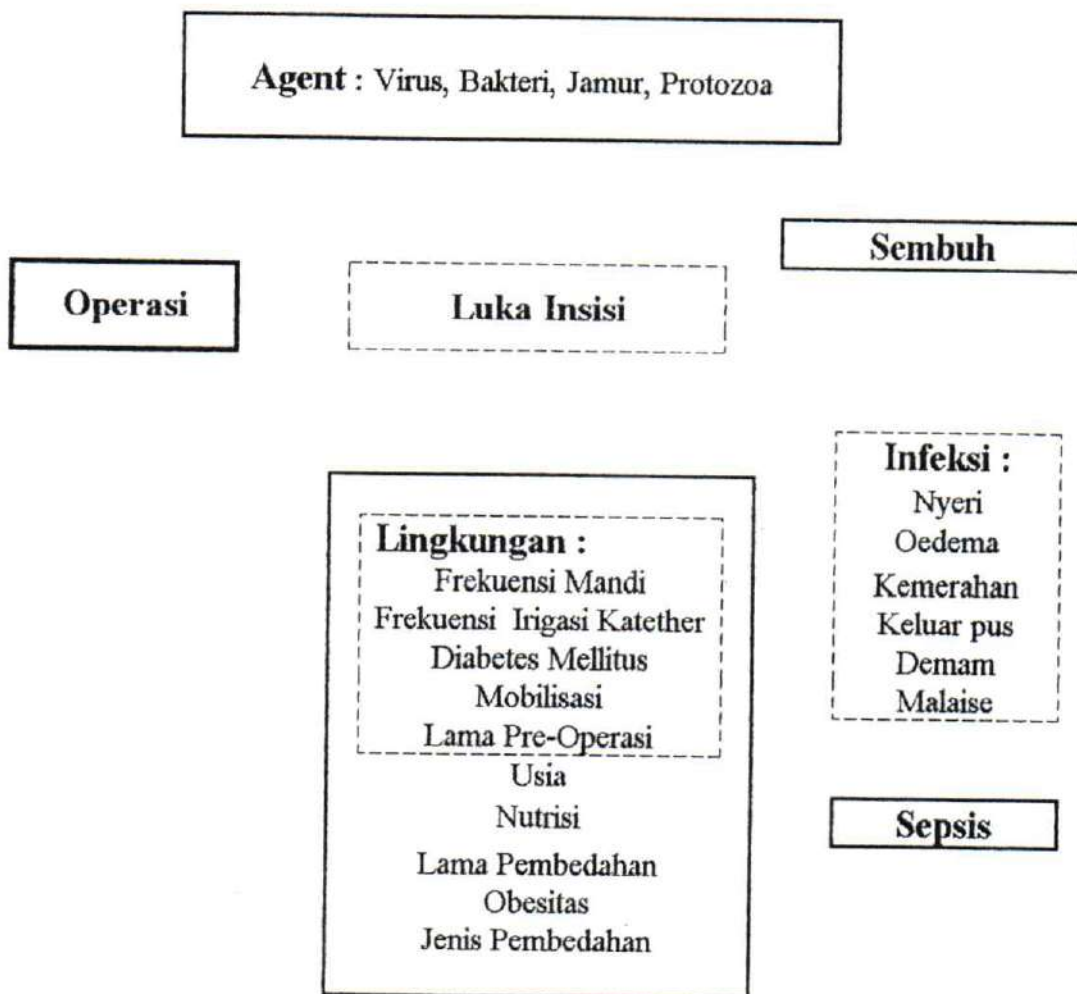 Agent : Virus, Bakteri, Jamur, Protozoa
Sembuh
Operasi
Luka Insisi
Infeksi :
Nyeri
Oedema
Kemerahan
Keluar pus
Demam
Malaise
Lingkungan :
Frekuensi Mandi
Frekuensi Irigasi Katether
Diabetes Mellitus
Mobilisasi
Lama Pre-Operasi
Usia
Nutrisi
Lama Pembedahan
Obesitas
Jenis Pembedahan
Sepsis